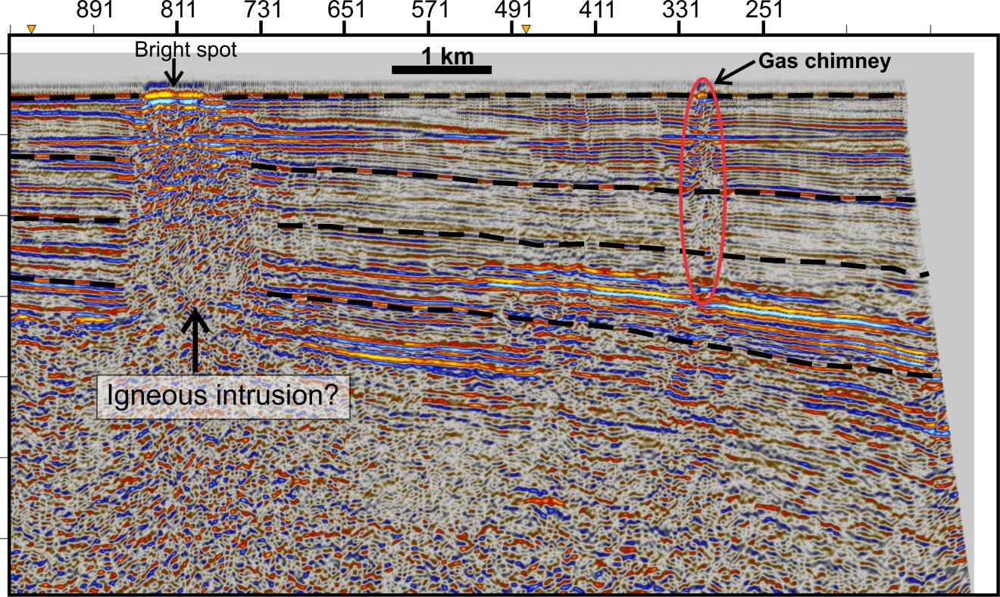 891 811 731 651 571 491 411 331 251
Bright spot
1 km
Gas chimney
Igneous intrusion?